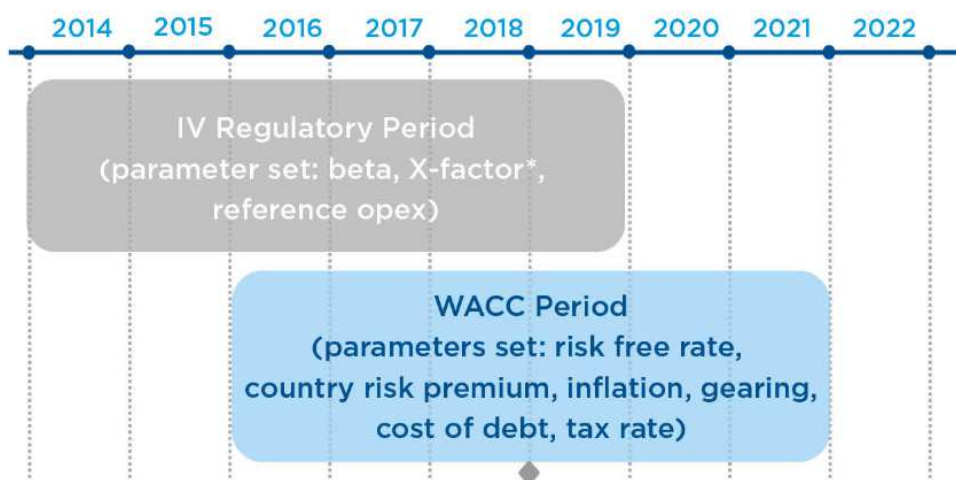 2014 2015 2016 2017 2018 2019 2020 2021 2022
IV Regulatory Period
(parameter set: beta, X-factor*,
reference opex)
WACC Period
(parameters set: risk free rate,
country risk premium, inflation, gearing,
cost of debt, tax rate)